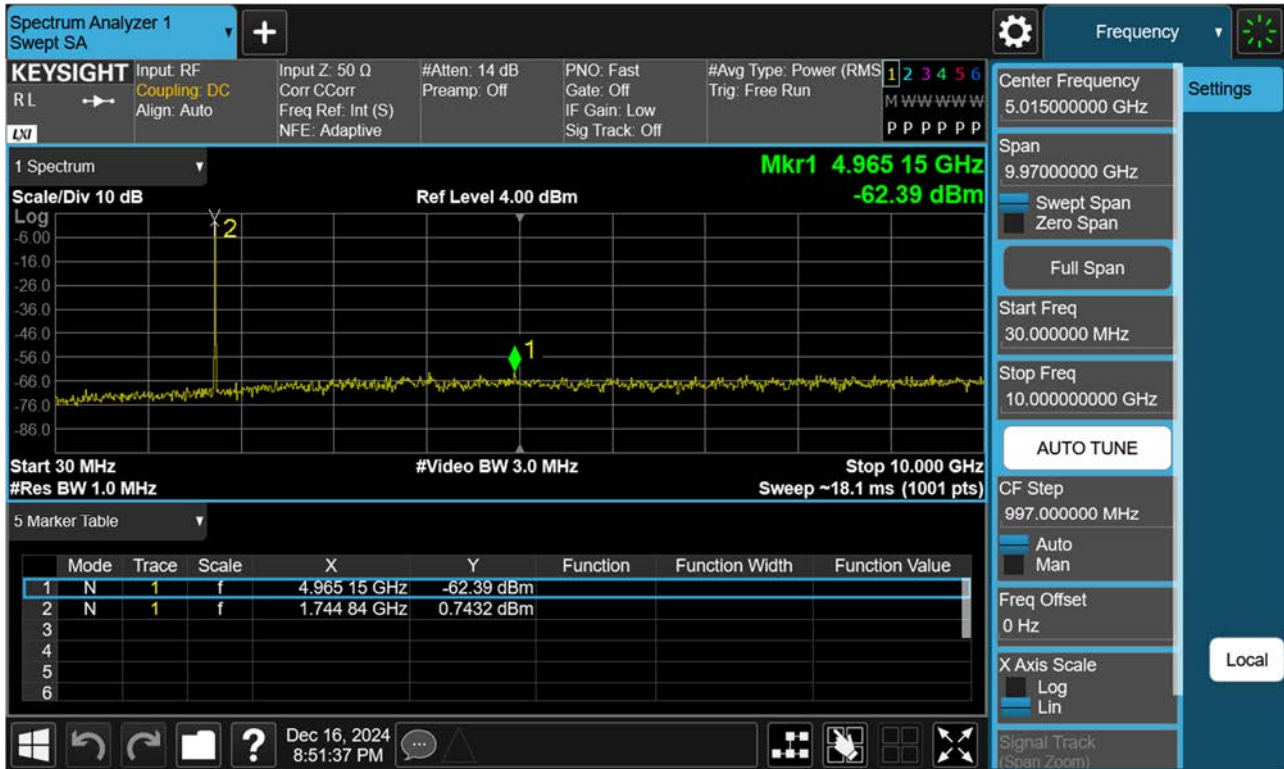 Spectrum Analyzer 1
Swept SA
+
Frequency
KEYSIGHT
RL
LXI
Input: RF
Coupling: DC
Align: Auto
Input Z: 50 Ω
Corr CCorr
Freq Ref: Int (S)
NFE: Adaptive
#Atten: 14 dB
Preamp: Off
PNO: Fast
Gate: Off
IF Gain: Low
Sig Track: Off
#Avg Type: Power (RMS
Trig: Free Run
1 2 3 4 5 6
M W W W W W
P P P P P P
1 Spectrum
Mkr1 4.965 15 GHz
-62.39 dBm
Scale/Div 10 dB
Ref Level 4.00 dBm
Log
-6.00
-16.0
-26.0
-36.0
-46.0
-56.0
-66.0
-76.0
-86.0
2
1
Start 30 MHz
#Video BW 3.0 MHz
Stop 10.000 GHz
#Res BW 1.0 MHz
Sweep ~18.1 ms (1001 pts)
5 Marker Table
Mode Trace Scale X Y Function Function Width Function Value
1 N 1 f 4.965 15 GHz -62.39 dBm
2 N 1 f 1.744 84 GHz 0.7432 dBm
3
4
5
6
?
Dec 16, 2024
8:51:37 PM
Center Frequency
5.015000000 GHz
Span
9.97000000 GHz
Swept Span
Zero Span
Full Span
Start Freq
30.000000 MHz
Stop Freq
10.000000000 GHz
AUTO TUNE
CF Step
997.000000 MHz
Auto
Man
Freq Offset
0 Hz
X Axis Scale
Log
Lin
Signal Track
(Span Zoom)
Settings
Local